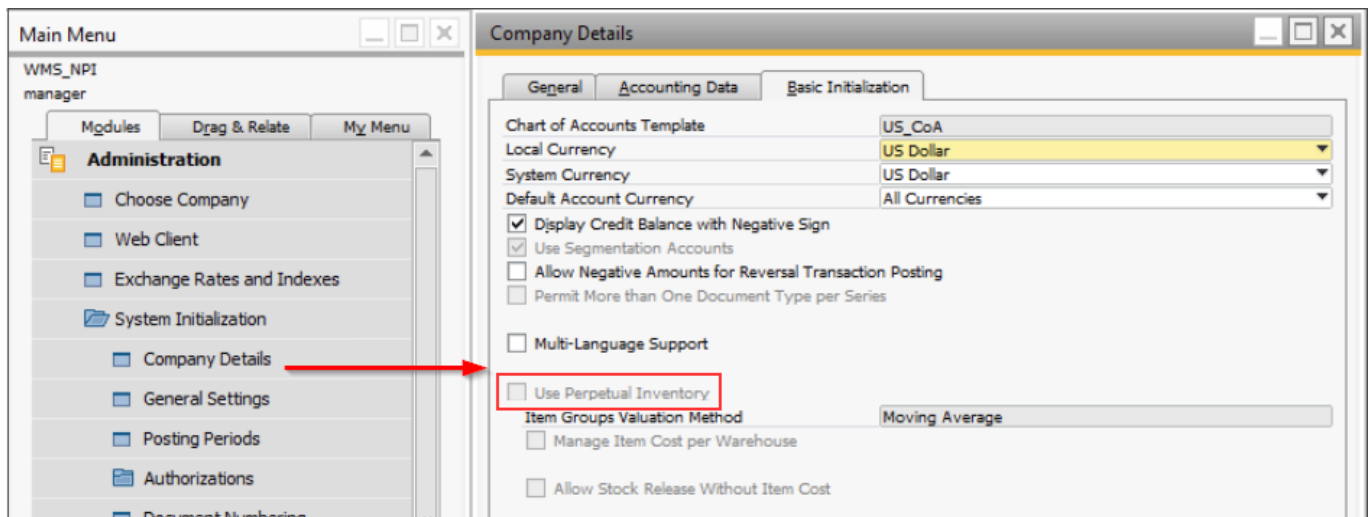 Main Menu
WMS_NPI
manager
Modules
Drag & Relate
My Menu
Administration
Choose Company
Web Client
Exchange Rates and Indexes
System Initialization
Company Details
General Settings
Posting Periods
Authorizations
Document Numbering
Company Details
General
Accounting Data
Basic Initialization
Chart of Accounts Template US_CoA
Local Currency US Dollar
System Currency US Dollar
Default Account Currency All Currencies
Display Credit Balance with Negative Sign
Use Segmentation Accounts
Allow Negative Amounts for Reversal Transaction Posting
Permit More than One Document Type per Series
Multi-Language Support
Use Perpetual Inventory
Item Groups Valuation Method Moving Average
Manage Item Cost per Warehouse
Allow Stock Release Without Item Cost